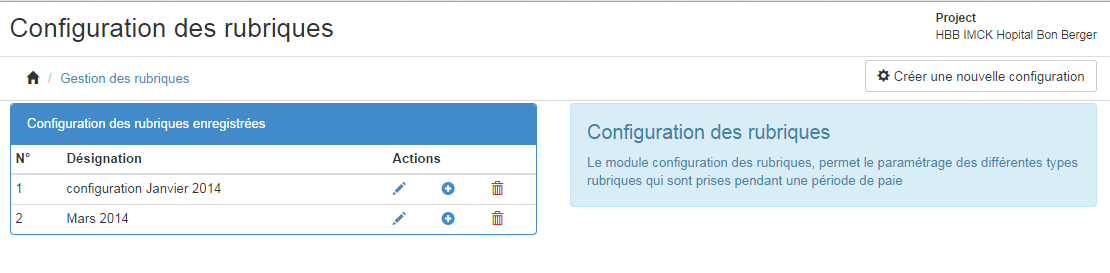 Configuration des rubriques
Project
HBB IMCK Hopital Bon Berger
/ Gestion des rubriques
Créer une nouvelle configuration
Configuration des rubriques enregistrées
N° Désignation Actions
1 configuration Janvier 2014
2 Mars 2014
Configuration des rubriques
Le module configuration des rubriques, permet le paramétrage des différentes types
rubriques qui sont prises pendant une période de paie